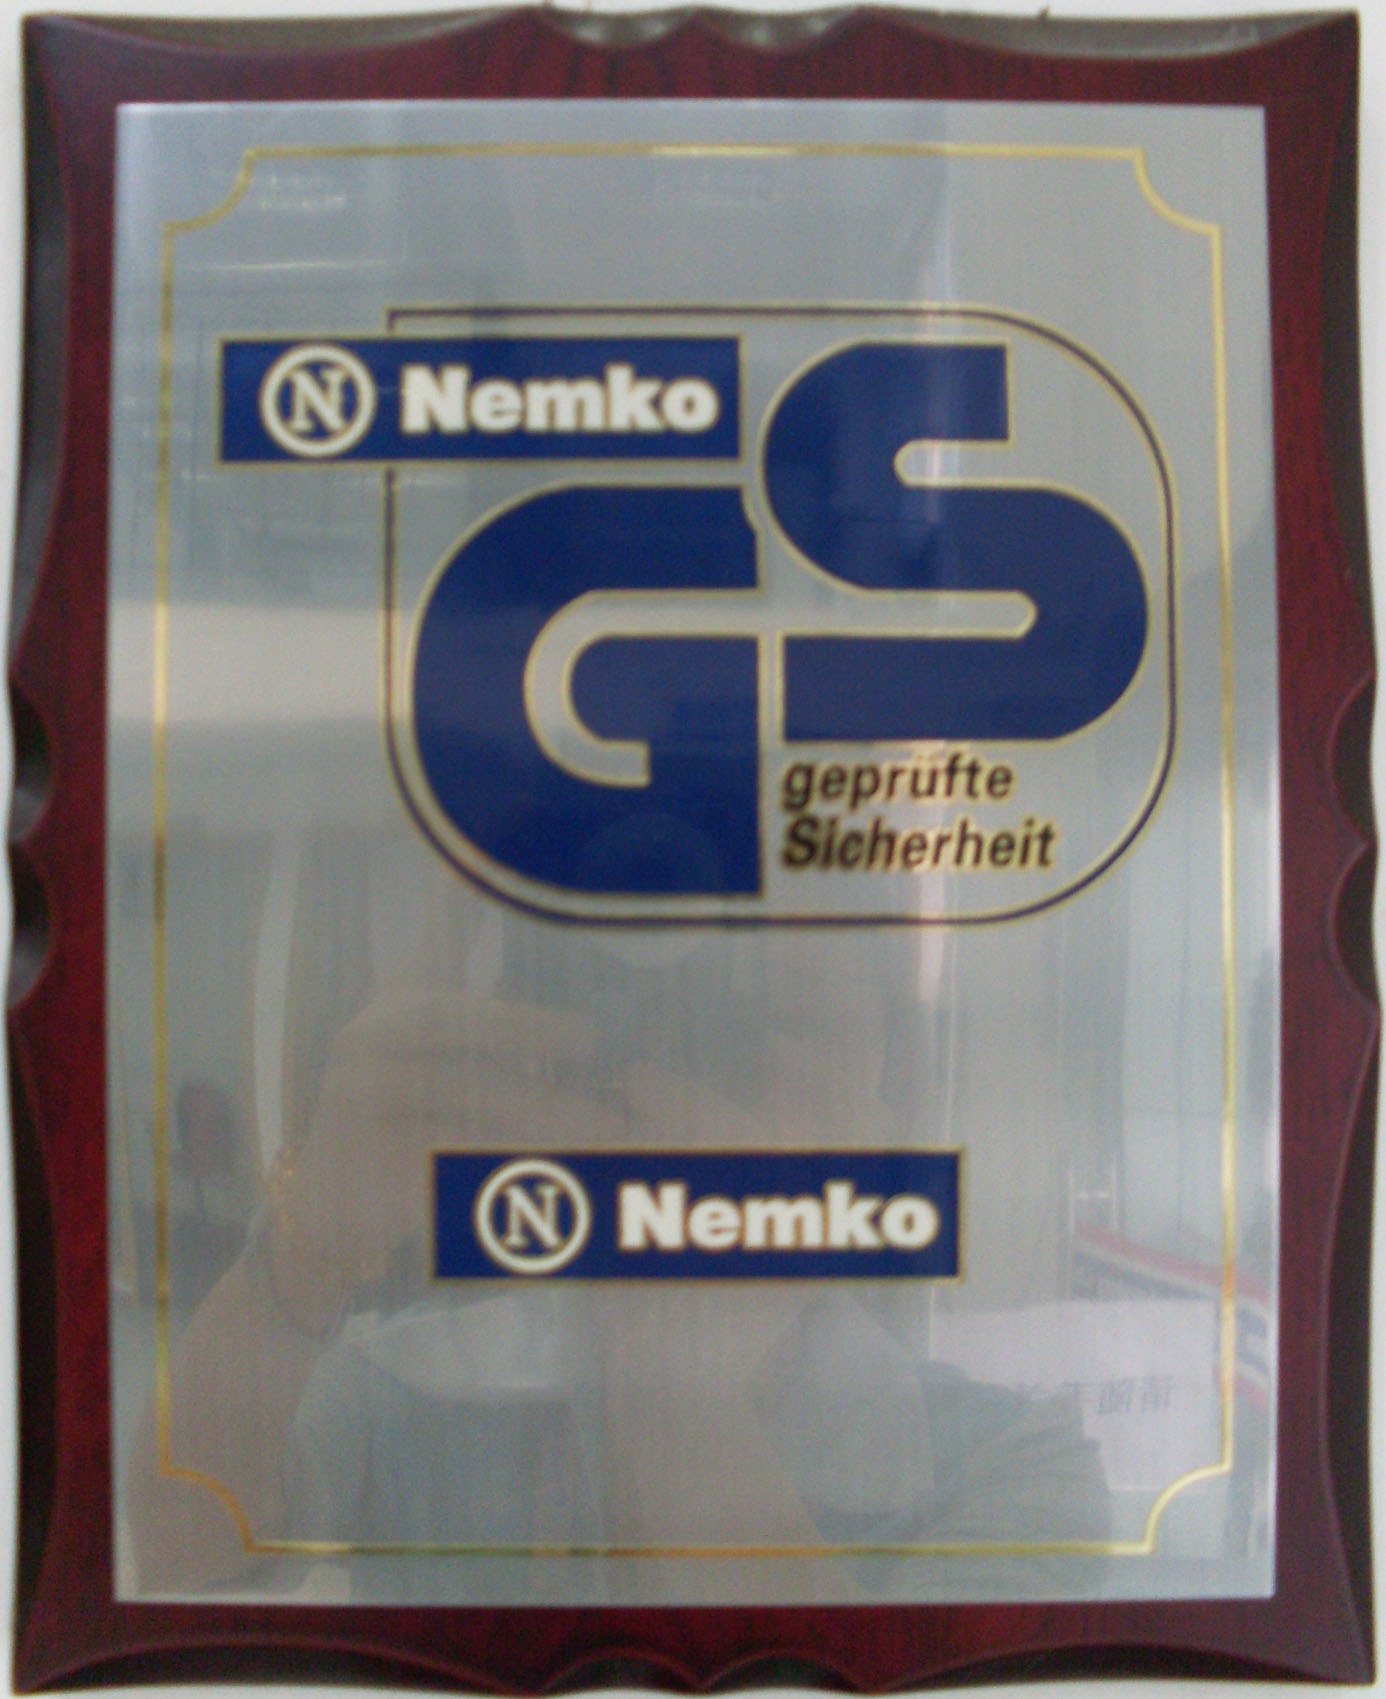 N Nemko
GS
geprüfte
Sicherheit
N Nemko